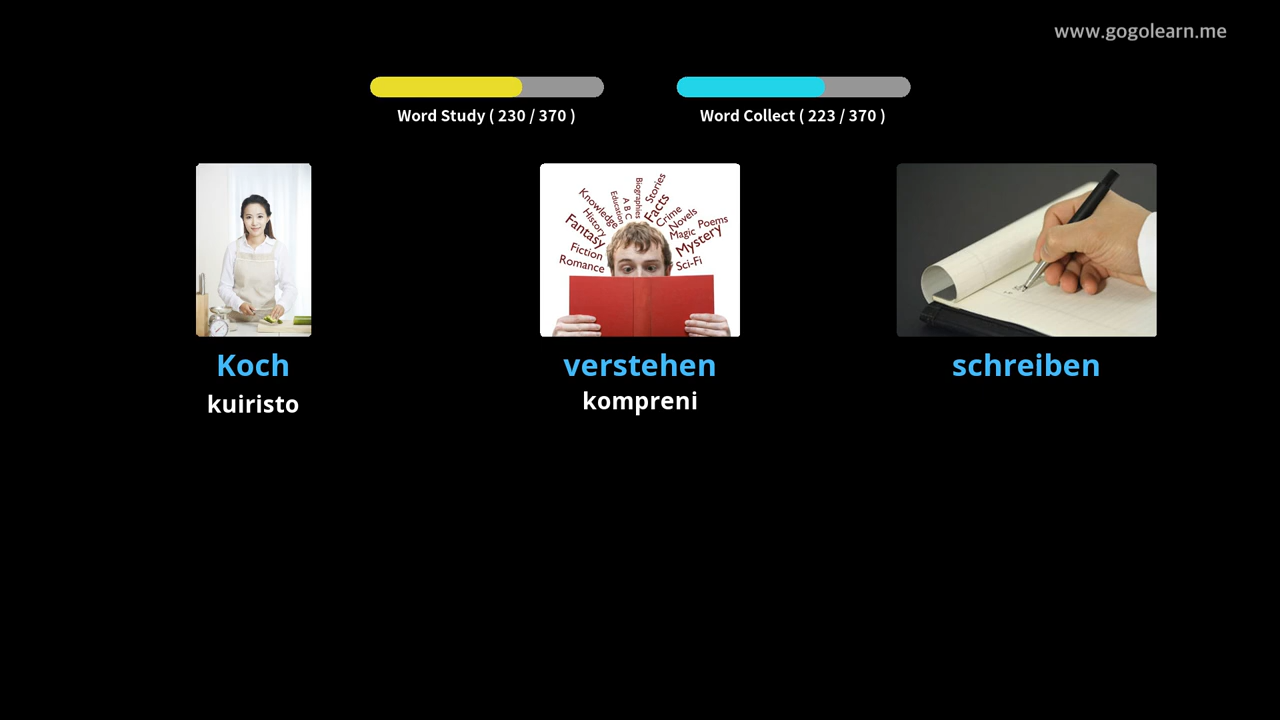 www.gogolearn.me
Word Study ( 230 / 370 )
Word Collect ( 223 / 370 )
Knowledge
History
Fantasy
Fiction
Romance
Education
A B C
Biographies
Stories
Facts
Crime
Novels
Magic
Poems
Mystery
Sci-Fi
Koch
verstehen
schreiben
kuiristo
kompreni